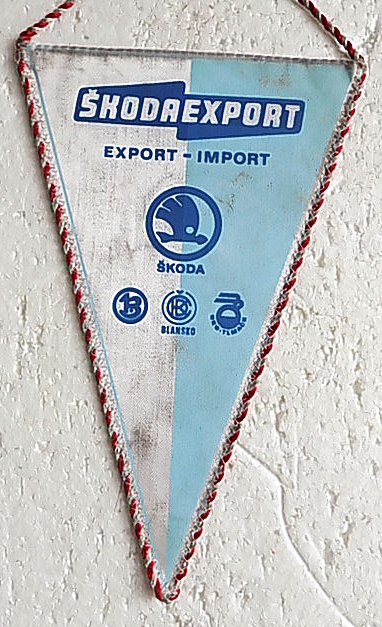 ŠKODAEXPORT
EXPORT - IMPORT
ŠKODA
BLANSKO